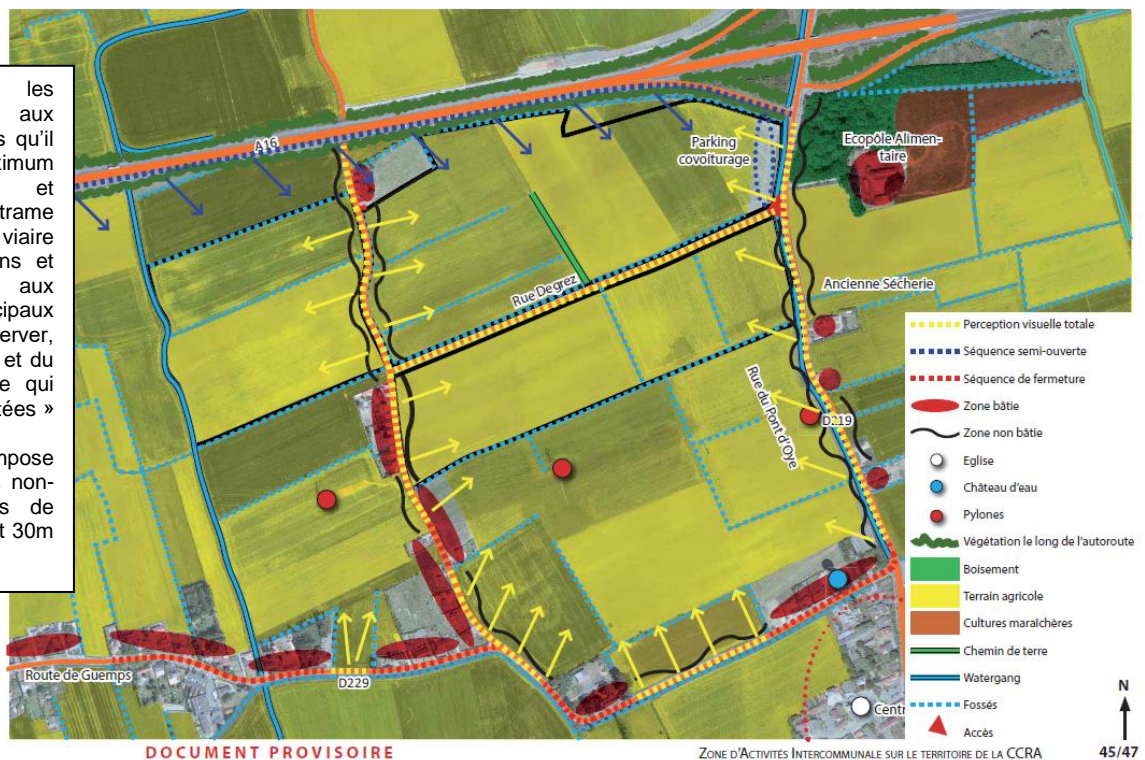 les
aux
s qu'il
ximum
et
trame
viaire
ns et
aux
cipaux
server,
et du
e qui
tées »
mpose
, non-
s de
t 30m
A16
Parking
covoiturage
Ecopôle Alimen-
taire
Rue Degrez
Ancienne Sécherie
Rue du Pont d'Oye
D219
Route de Guemps
D229
Centr
Perception visuelle totale
Séquence semi-ouverte
Séquence de fermeture
Zone bâtie
Zone non bâtie
Eglise
Château d'eau
Pylones
Végétation le long de l'autoroute
Boisement
Terrain agricole
Cultures maraîchères
Chemin de terre
Watergang
Fossés
Accès
N
DOCUMENT PROVISOIRE
ZONE D'ACTIVITÉS INTERCOMMUNALE SUR LE TERRITOIRE DE LA CCRA
45/47